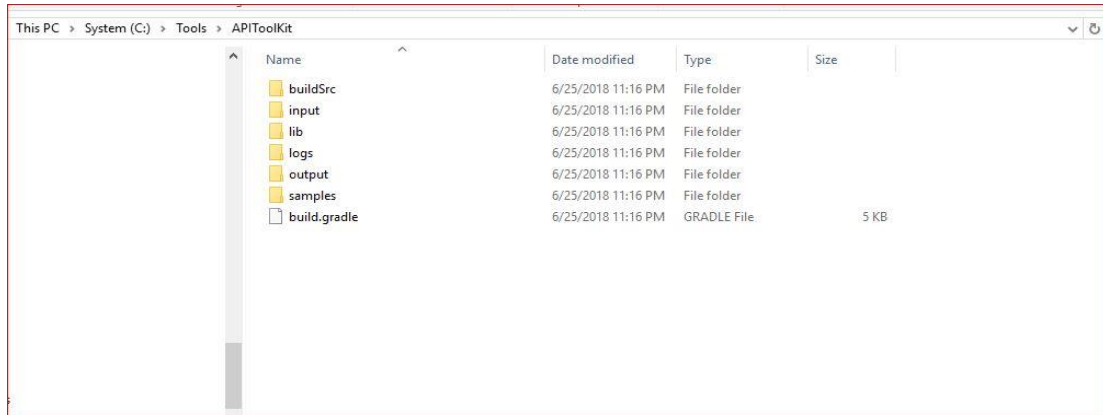 This PC > System (C:) > Tools > APIToolKit
Name Date modified Type Size
buildSrc 6/25/2018 11:16 PM File folder
input 6/25/2018 11:16 PM File folder
lib 6/25/2018 11:16 PM File folder
logs 6/25/2018 11:16 PM File folder
output 6/25/2018 11:16 PM File folder
samples 6/25/2018 11:16 PM File folder
build.gradle 6/25/2018 11:16 PM GRADLE File 5 KB